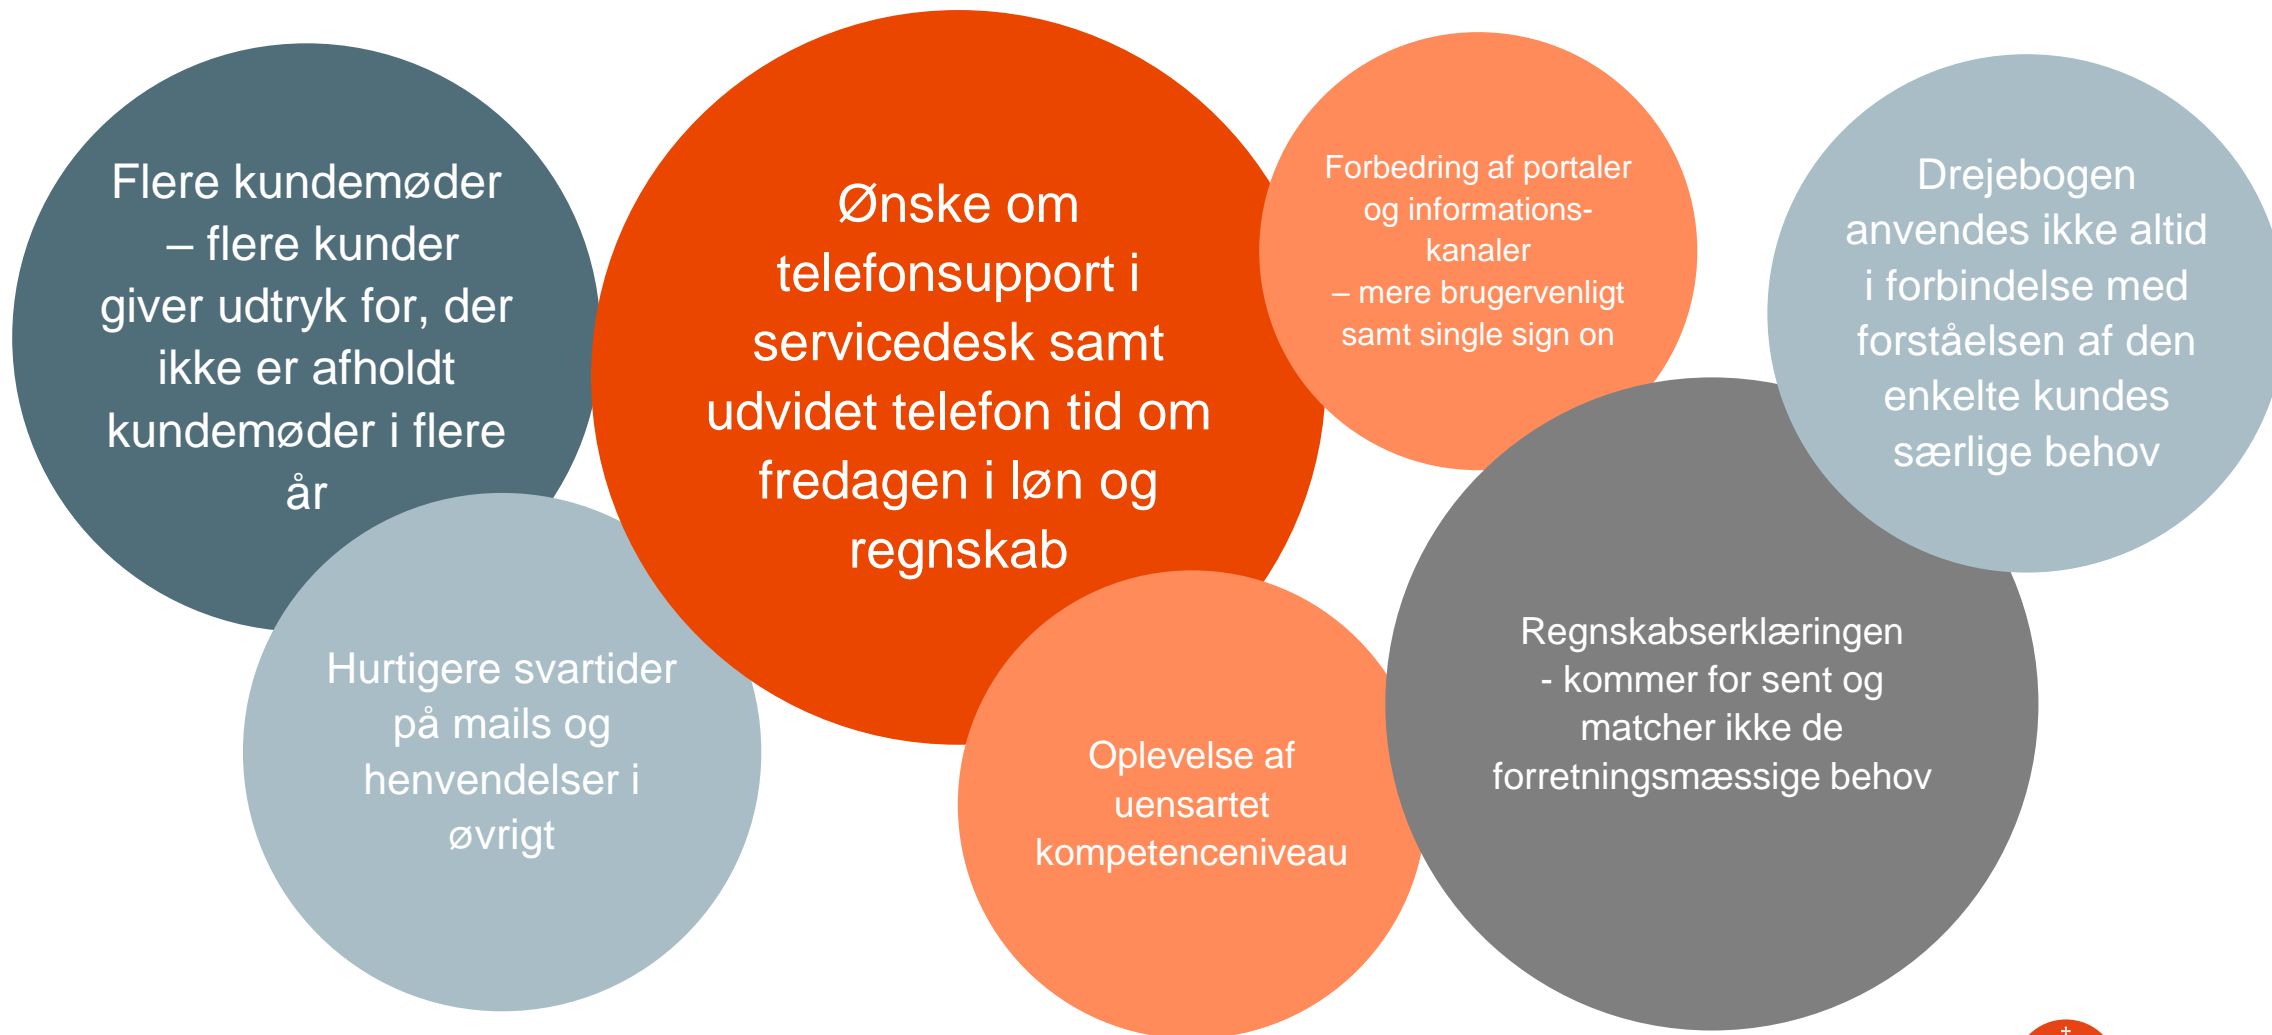 Flere kundemøder
– flere kunder
giver udtryk for, der
ikke er afholdt
kundemøder i flere
år
Hurtigere svartider
på mails og
henvendelser i
øvrigt
Ønske om
telefonsupport i
servicedesk samt
udvidet telefon tid om
fredagen i løn og
regnskab
Oplevelse af
uensartet
kompetenceniveau
Forbedring af portaler
og informations-
kanaler
– mere brugervenligt
samt single sign on
Regnskabserklæringen
- kommer for sent og
matcher ikke de
forretningsmæssige behov
Drejebogen
anvendes ikke altid
i forbindelse med
forståelsen af den
enkelte kundes
særlige behov